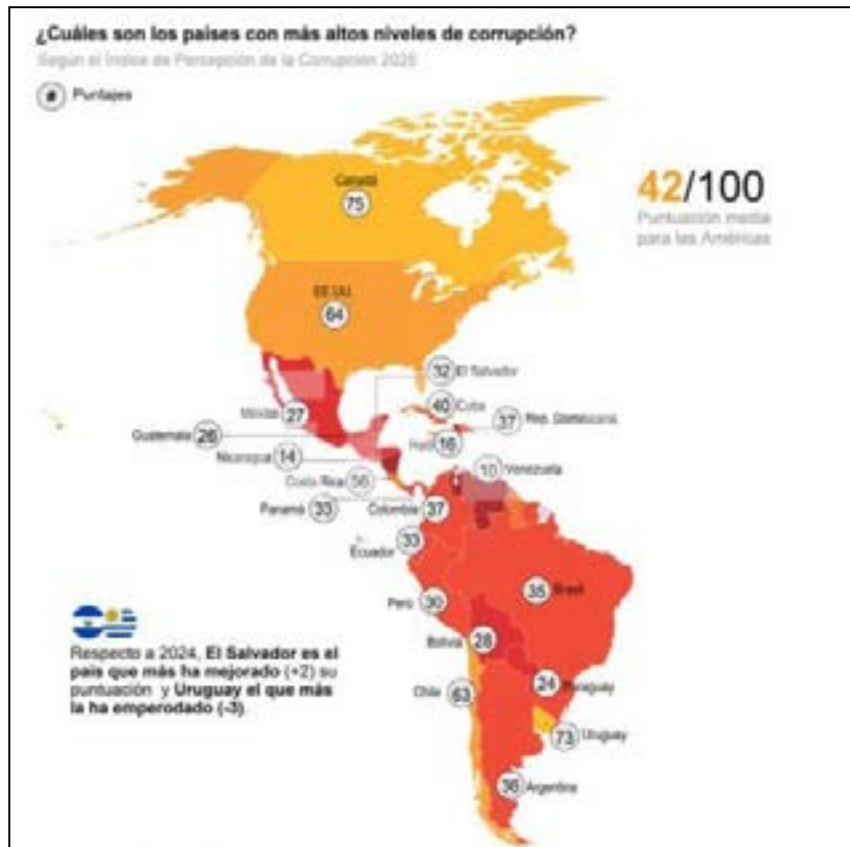 ¿Cuáles son los países con más altos niveles de corrupción?
Según el Índice de Percepción de la Corrupción 2025
# Puntajes
Canadá
75
42/100
Puntuación media
para las Américas
EE.UU.
64
32 El Salvador
40 Cuba
México 27
37 Rep. Dominicana
Guatemala 26
Haití 16
Nicaragua 14
10 Venezuela
Costa Rica 56
Panamá 33
Colombia 37
Ecuador 33
35 Brasil
Perú 30
Bolivia 28
Respecto a 2024, El Salvador es el
país que más ha mejorado (+2) su
puntuación y Uruguay el que más
la ha emperodado (-3).
24 Paraguay
Chile 63
73 Uruguay
36 Argentina